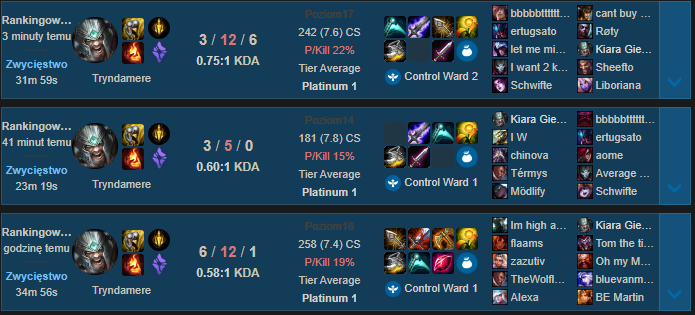 Rankingow...
3 minuty temu
Zwycięstwo
31m 59s
Tryndamere
3 / 12 / 6
0.75:1 KDA
Poziom17
242 (7.6) CS
P/Kill 22%
Tier Average
Platinum 1
Control Ward 2
bbbbbtttttt...
ertugsato
let me mi...
I want 2 k...
Schwifte
cant buy ...
Røty
Kiara Gie...
Sheefto
Liboriana
Rankingow...
41 minut temu
Zwycięstwo
23m 19s
Tryndamere
3 / 5 / 0
0.60:1 KDA
Poziom14
181 (7.8) CS
P/Kill 15%
Tier Average
Platinum 1
Control Ward 1
Kiara Gie...
I W
chinova
Térmys
Mödlify
bbbbbtttttt...
ertugsato
aome
Average ...
Schwifte
Rankingow...
godzinę temu
Zwycięstwo
34m 56s
Tryndamere
6 / 12 / 1
0.58:1 KDA
Poziom16
258 (7.4) CS
P/Kill 19%
Tier Average
Platinum 1
Control Ward 1
Im high a...
flaams
zazutiv
TheWolfl...
Alexa
Kiara Gie...
Tom the ti...
Oh my M...
bluevanm...
BE Martin